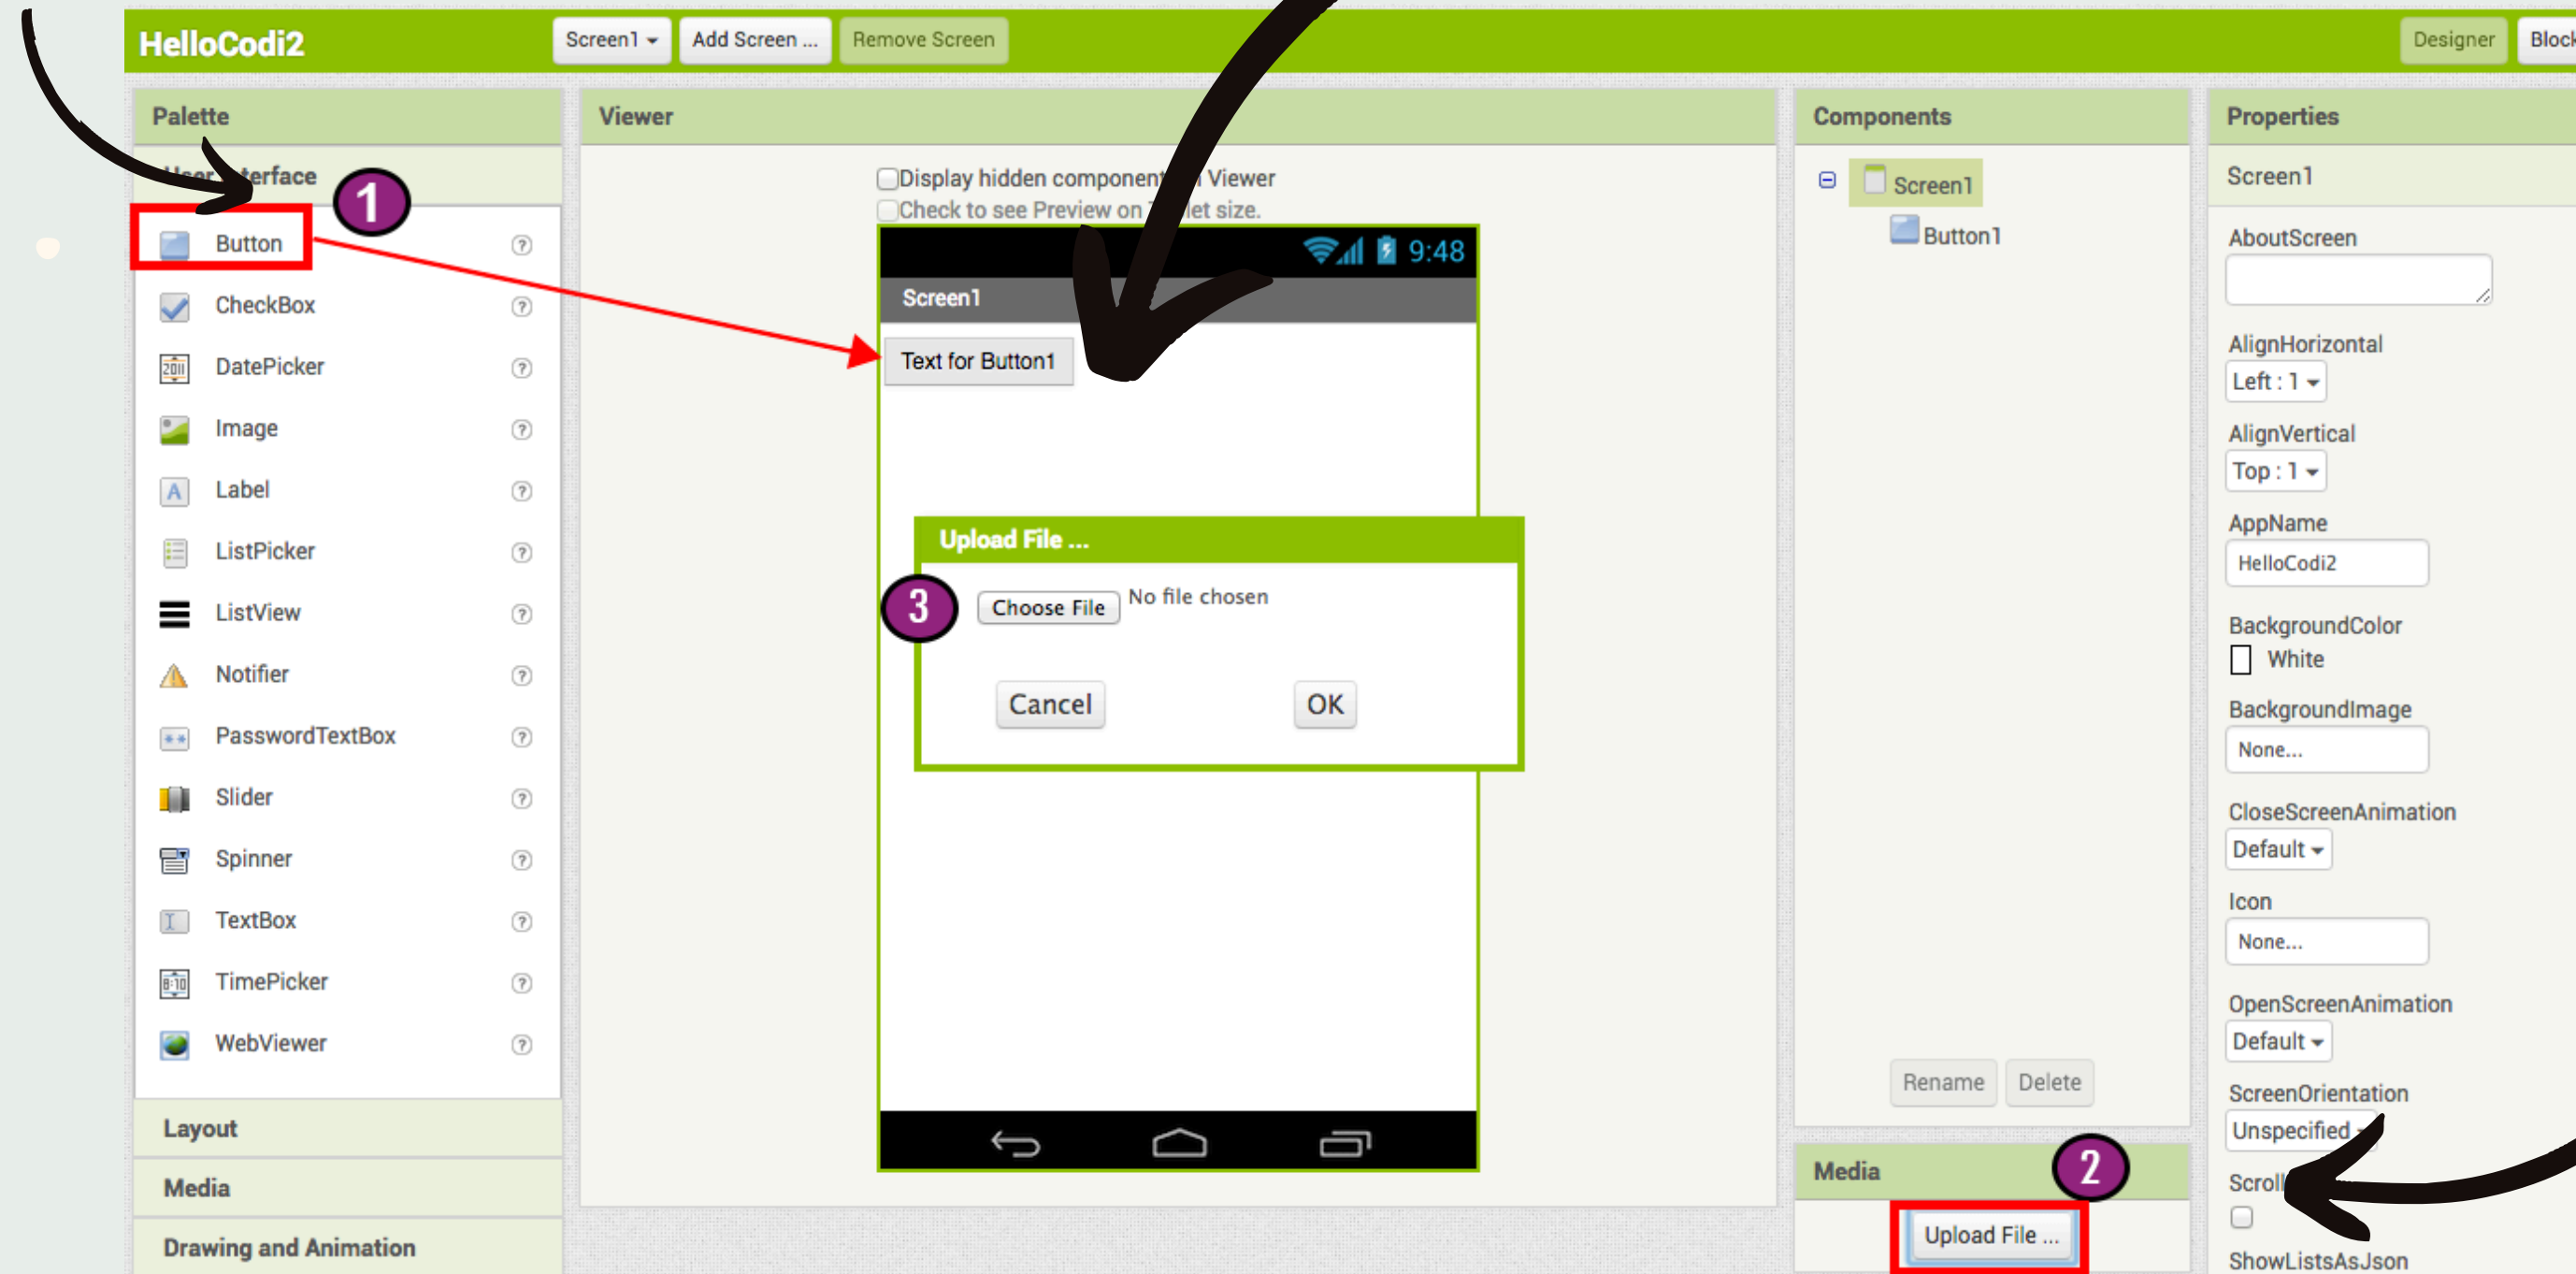 HelloCodi2
Screen1
Add Screen ...
Remove Screen
Designer
Palette
1
Button
CheckBox
DatePicker
Image
Label
ListPicker
ListView
Notifier
PasswordTextBox
Slider
Spinner
TextBox
TimePicker
WebViewer
Layout
Media
Drawing and Animation
Viewer
Display hidden Viewer
Check to see Preview on size.
9:48
Screen1
Text for Button1
Upload File ...
3
Choose File No file chosen
Cancel
OK
Components
Screen1
Button1
Rename
Delete
Media
2
Upload File ...
Properties
Screen1
AboutScreen
AlignHorizontal
Left : 1
AlignVertical
Top : 1
AppName
HelloCodi2
BackgroundColor
White
BackgroundImage
None...
CloseScreenAnimation
Default
Icon
None...
OpenScreenAnimation
Default
ScreenOrientation
Unspecified
ShowListsAsJson